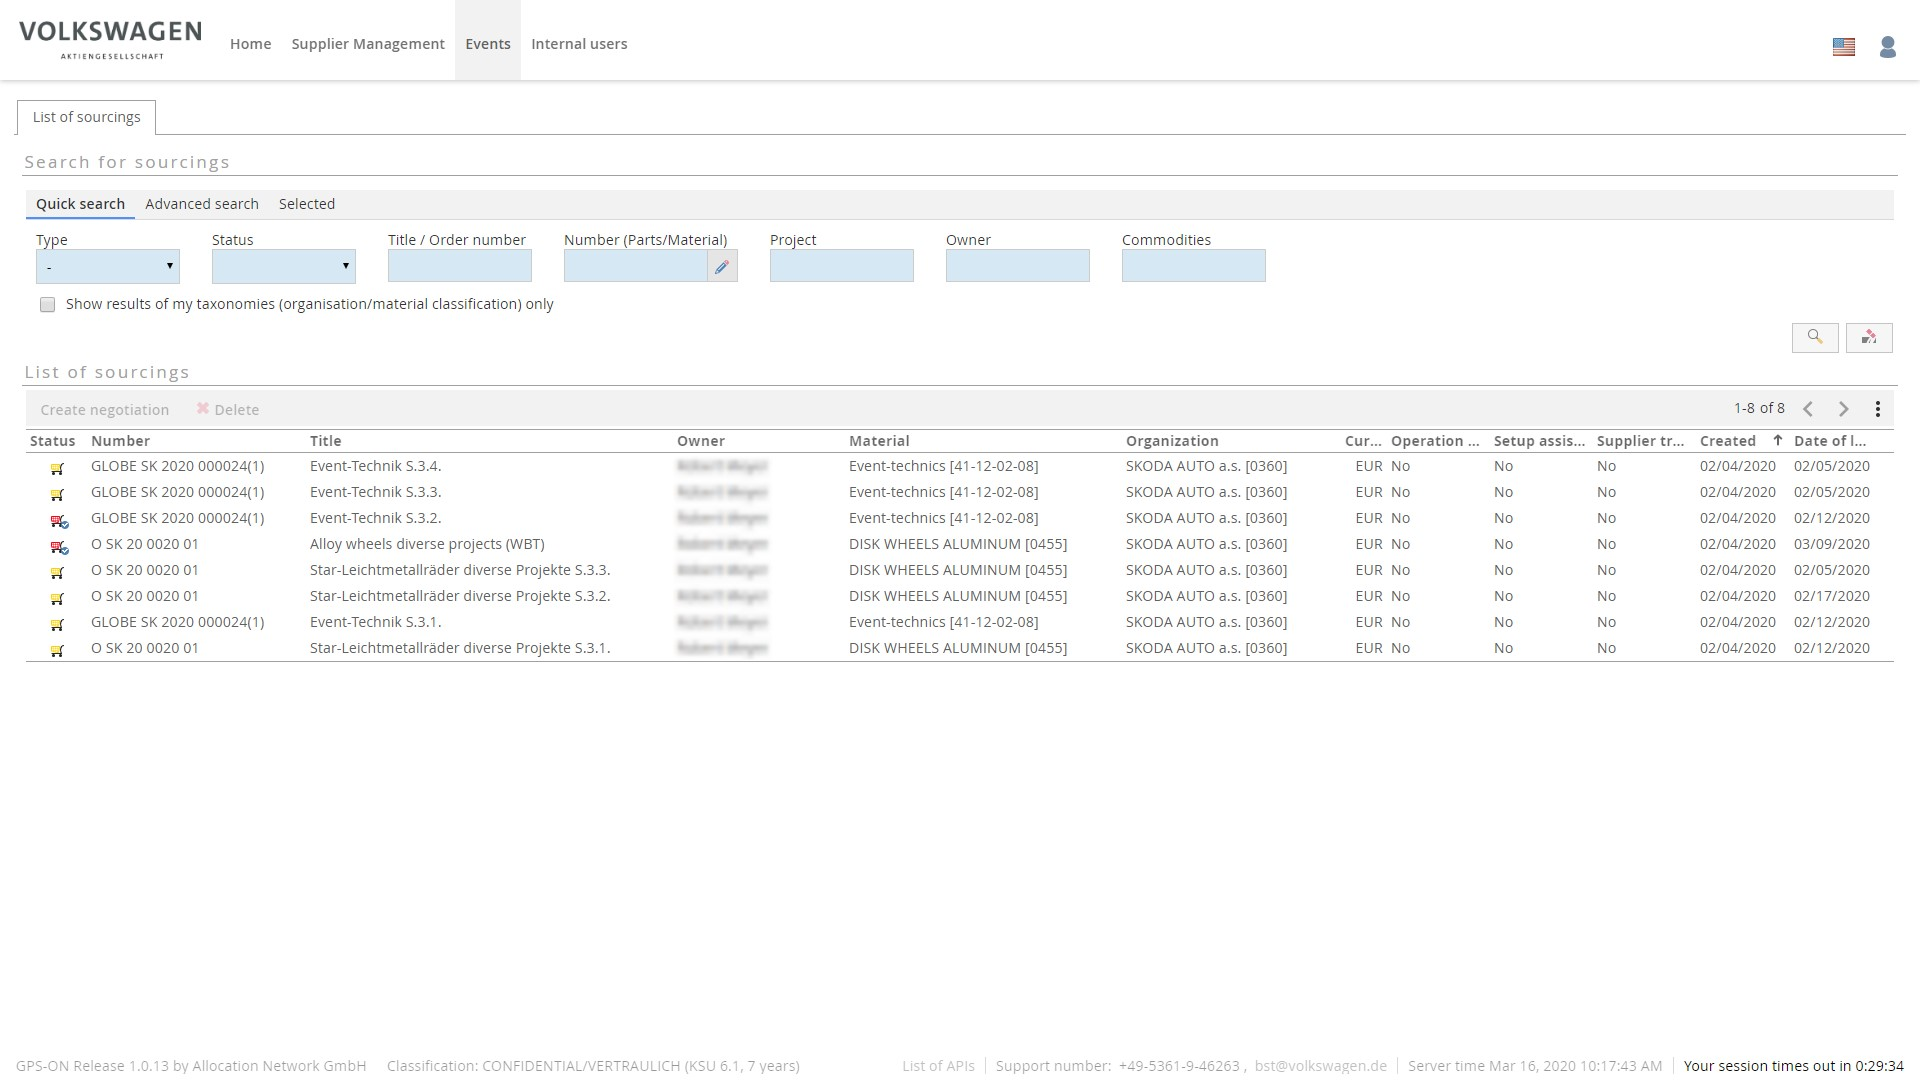 VOLKSWAGEN
AKTIENGESELLSCHAFT
Home Supplier Management Events Internal users
List of sourcings
Search for sourcings
Quick search Advanced search Selected
Type Status Title / Order number Number (Parts/Material) Project Owner Commodities
-
Show results of my taxonomies (organisation/material classification) only
List of sourcings
Create negotiation Delete 1-8 of 8
Status Number Title Owner Material Organization Cur... Operation ... Setup assis... Supplier tr... Created Date of l...
GLOBE SK 2020 000024(1) Event-Technik S.3.4. Event-technics [41-12-02-08] SKODA AUTO a.s. [0360] EUR No No No 02/04/2020 02/05/2020
GLOBE SK 2020 000024(1) Event-Technik S.3.3. Event-technics [41-12-02-08] SKODA AUTO a.s. [0360] EUR No No No 02/04/2020 02/05/2020
GLOBE SK 2020 000024(1) Event-Technik S.3.2. Event-technics [41-12-02-08] SKODA AUTO a.s. [0360] EUR No No No 02/04/2020 02/12/2020
O SK 20 0020 01 Alloy wheels diverse projects (WBT) DISK WHEELS ALUMINUM [0455] SKODA AUTO a.s. [0360] EUR No No No 02/04/2020 03/09/2020
O SK 20 0020 01 Star-Leichtmetallräder diverse Projekte S.3.3. DISK WHEELS ALUMINUM [0455] SKODA AUTO a.s. [0360] EUR No No No 02/04/2020 02/05/2020
O SK 20 0020 01 Star-Leichtmetallräder diverse Projekte S.3.2. DISK WHEELS ALUMINUM [0455] SKODA AUTO a.s. [0360] EUR No No No 02/04/2020 02/17/2020
GLOBE SK 2020 000024(1) Event-Technik S.3.1. Event-technics [41-12-02-08] SKODA AUTO a.s. [0360] EUR No No No 02/04/2020 02/12/2020
O SK 20 0020 01 Star-Leichtmetallräder diverse Projekte S.3.1. DISK WHEELS ALUMINUM [0455] SKODA AUTO a.s. [0360] EUR No No No 02/04/2020 02/12/2020
GPS-ON Release 1.0.13 by Allocation Network GmbH Classification: CONFIDENTIAL/VERTRAULICH (KSU 6.1, 7 years) List of APIs Support number: +49-5361-9-46263 , bst@volkswagen.de Server time Mar 16, 2020 10:17:43 AM Your session times out in 0:29:34